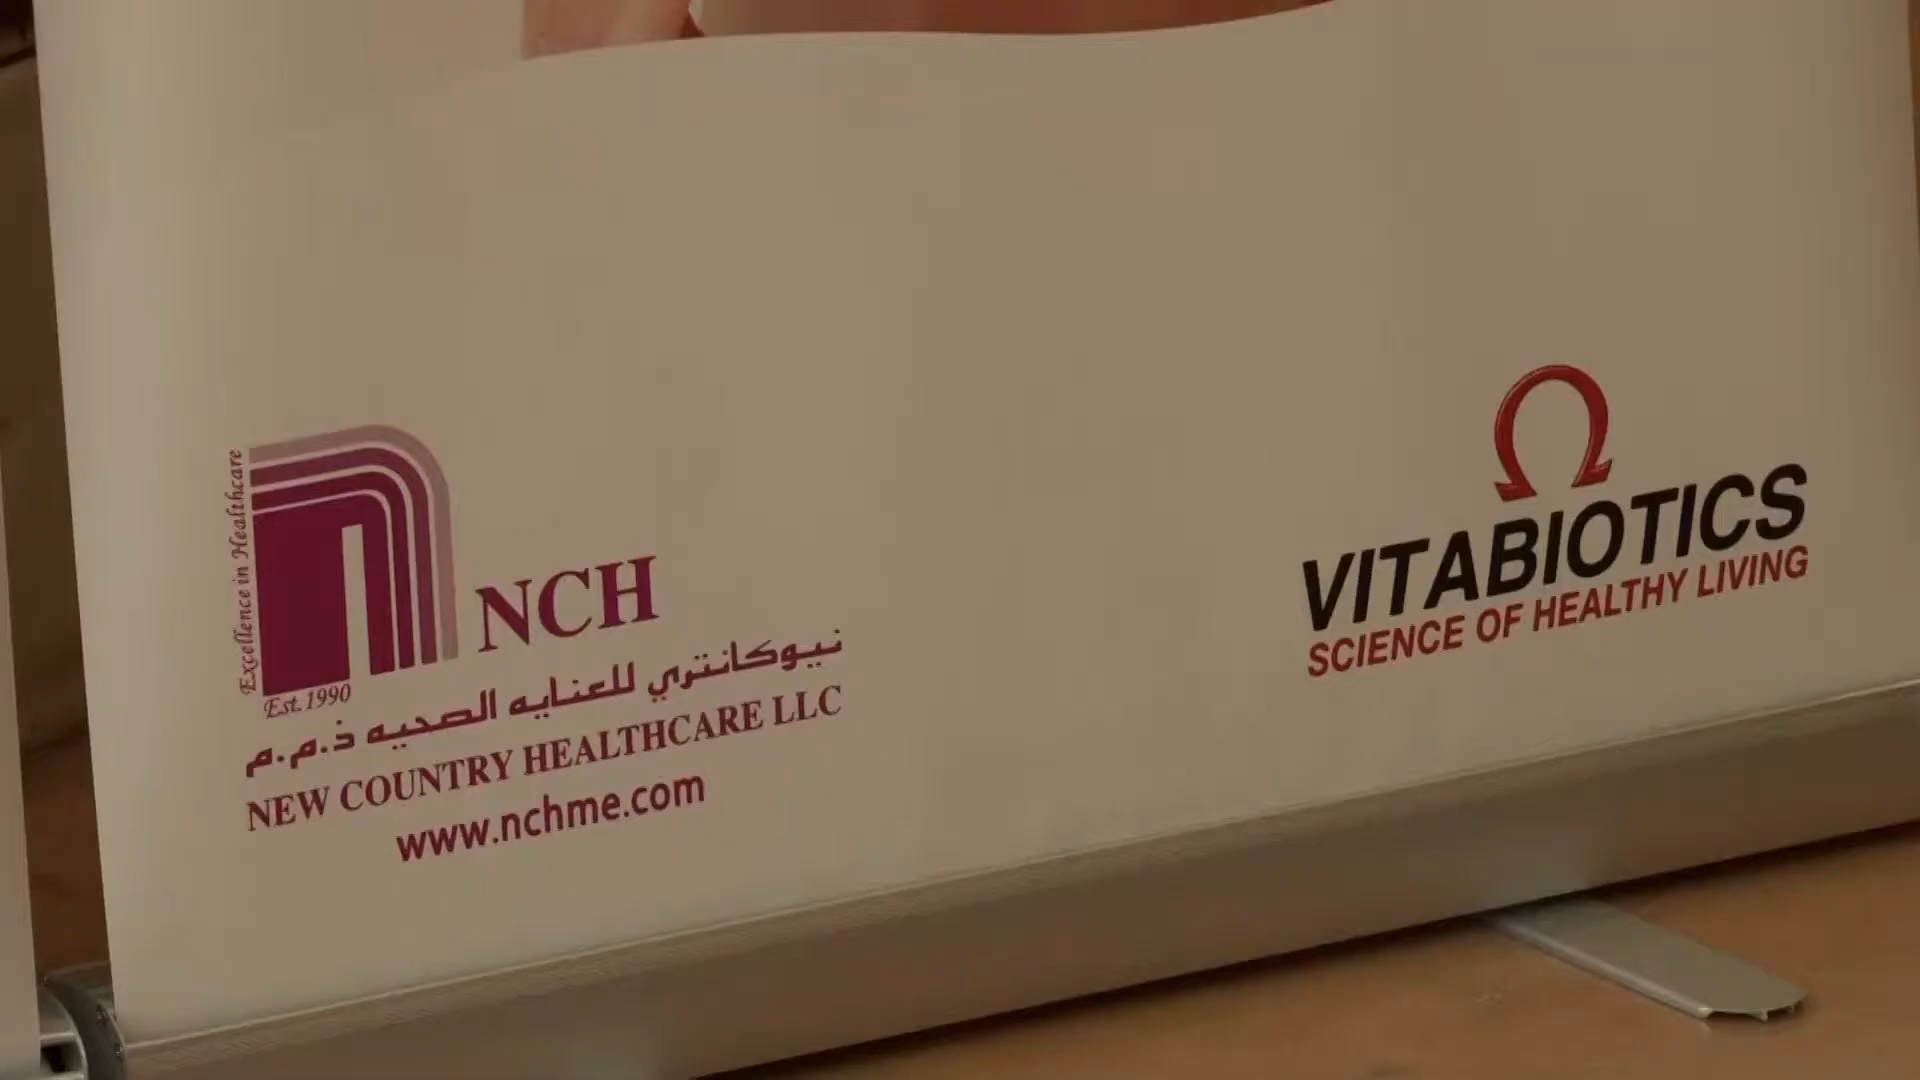 Excellence in Healthcare
Est.1990
NCH
نيوكانتري للعنايه الصحيه ذ.م.م
NEW COUNTRY HEALTHCARE LLC
www.nchme.com
VITABIOTICS
SCIENCE OF HEALTHY LIVING